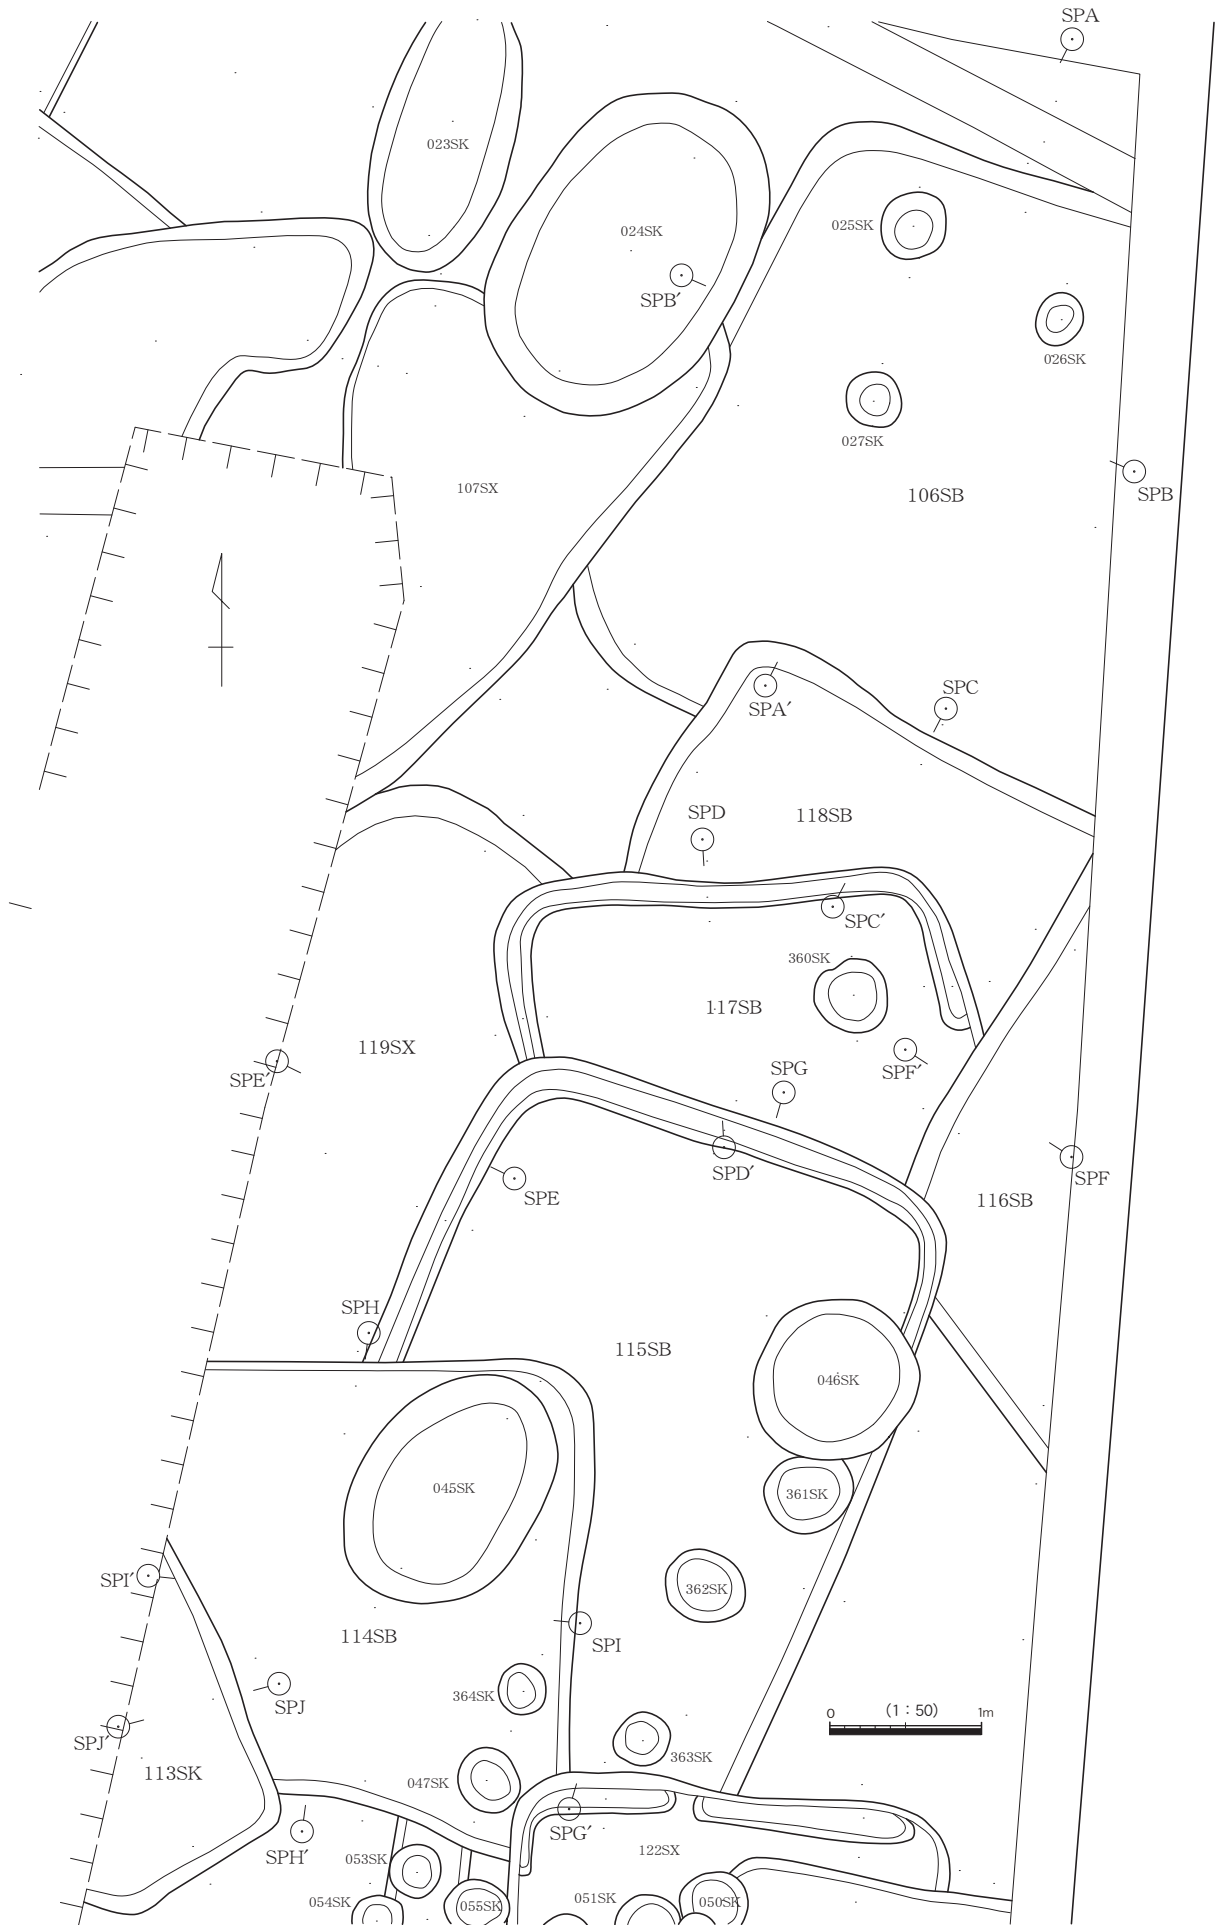 SPA
023SK
025SK
024SK
SPB′
026SK
027SK
107SX
106SB
SPB
SPC
SPA′
SPD
118SB
SPC′
360SK
117SB
119SX
SPG
SPF′
SPE′
SPD′
SPF
SPE
116SB
SPH
115SB
046SK
045SK
361SK
SPI′
362SK
114SB
SPI
364SK
SPJ
0 (1:50) 1m
SPJ′
363SK
113SK
047SK
SPG′
122SX
SPH′
053SK
054SK
055SK
051SK
050SK